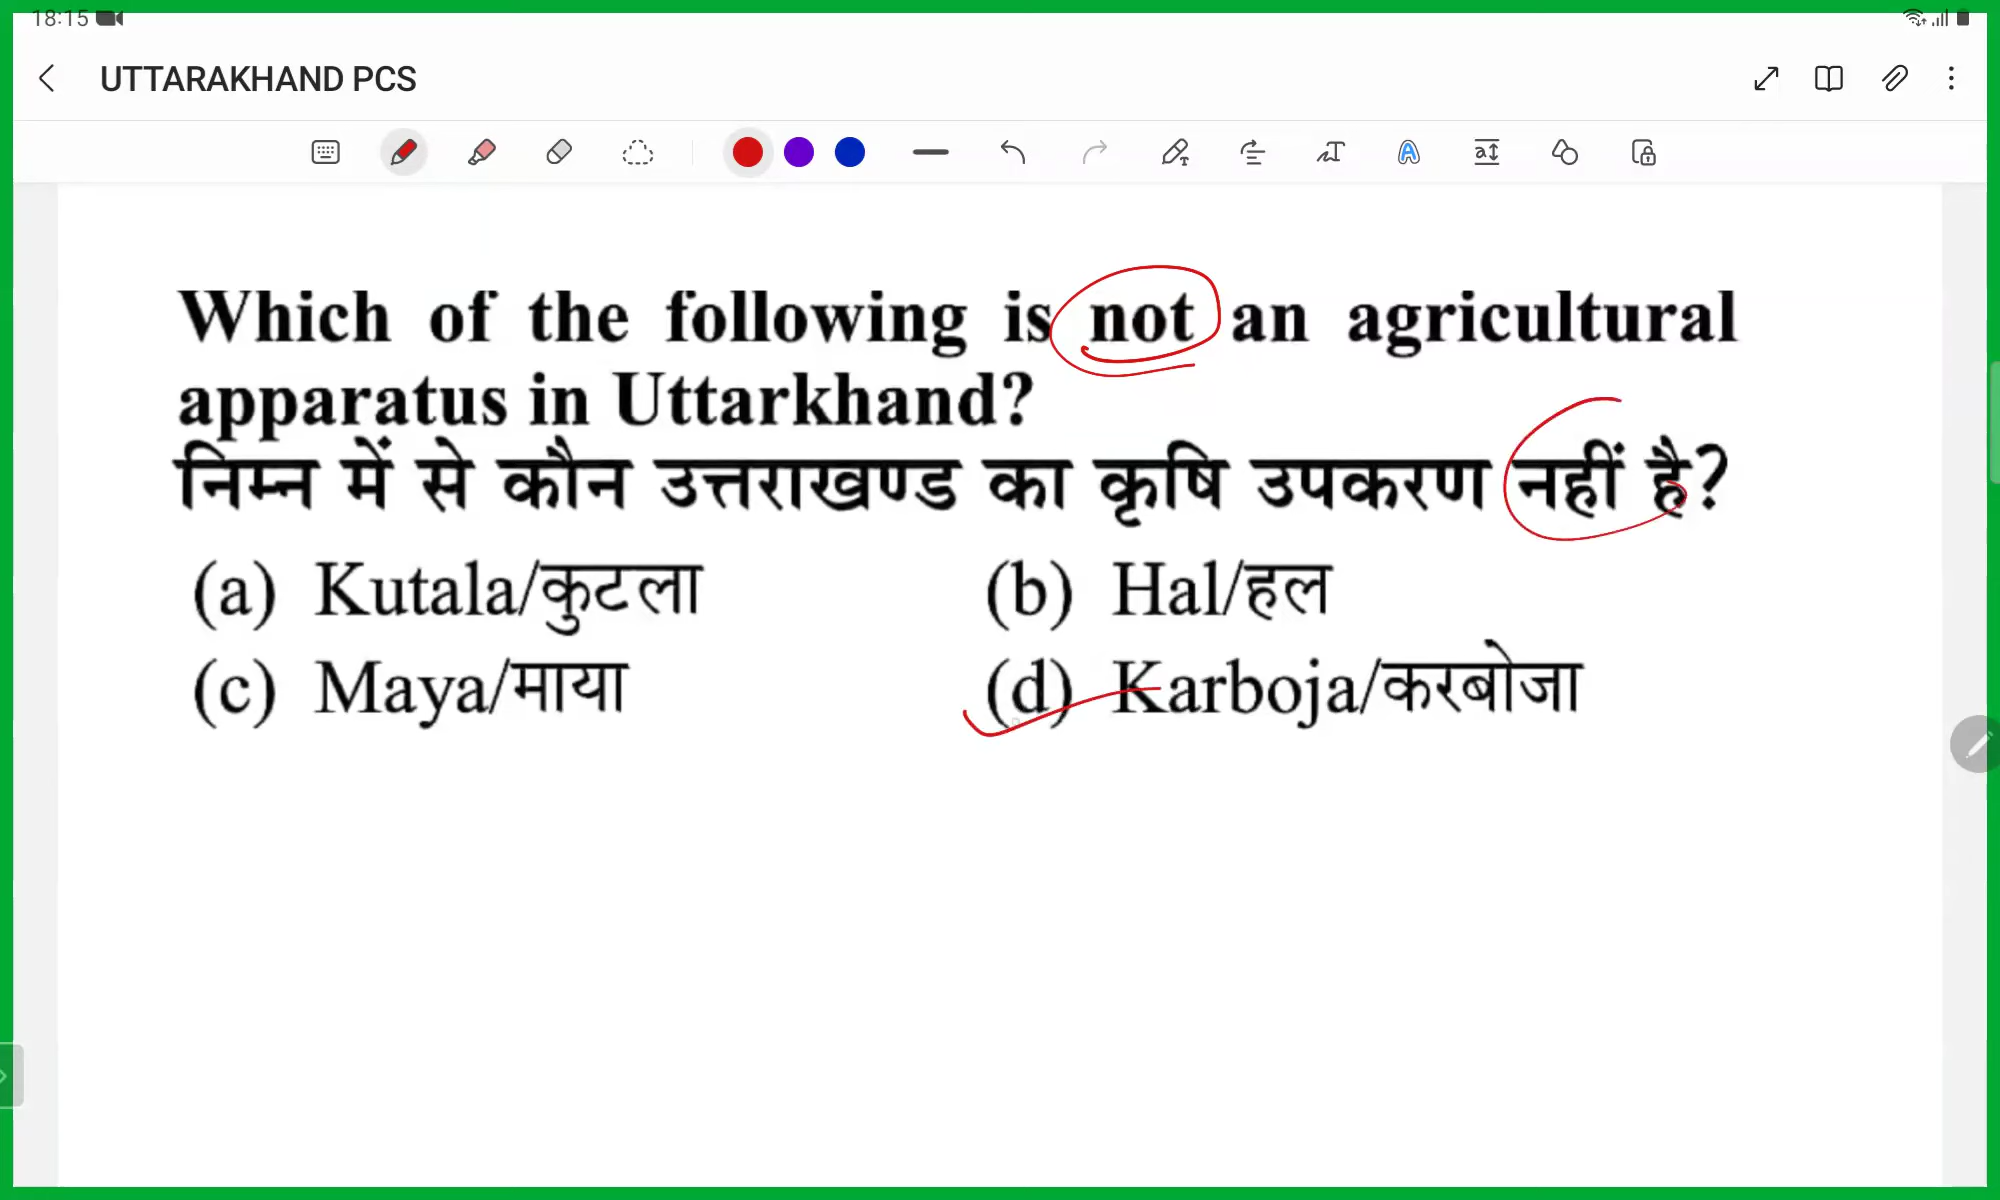 18:15
UTTARAKHAND PCS
Which of the following is not an agricultural
apparatus in Uttarkhand?
निम्न में से कौन उत्तराखण्ड का कृषि उपकरण नहीं है?
(a) Kutala/कुटला (b) Hal/हल
(c) Maya/माया (d) Karboja/करबोजा